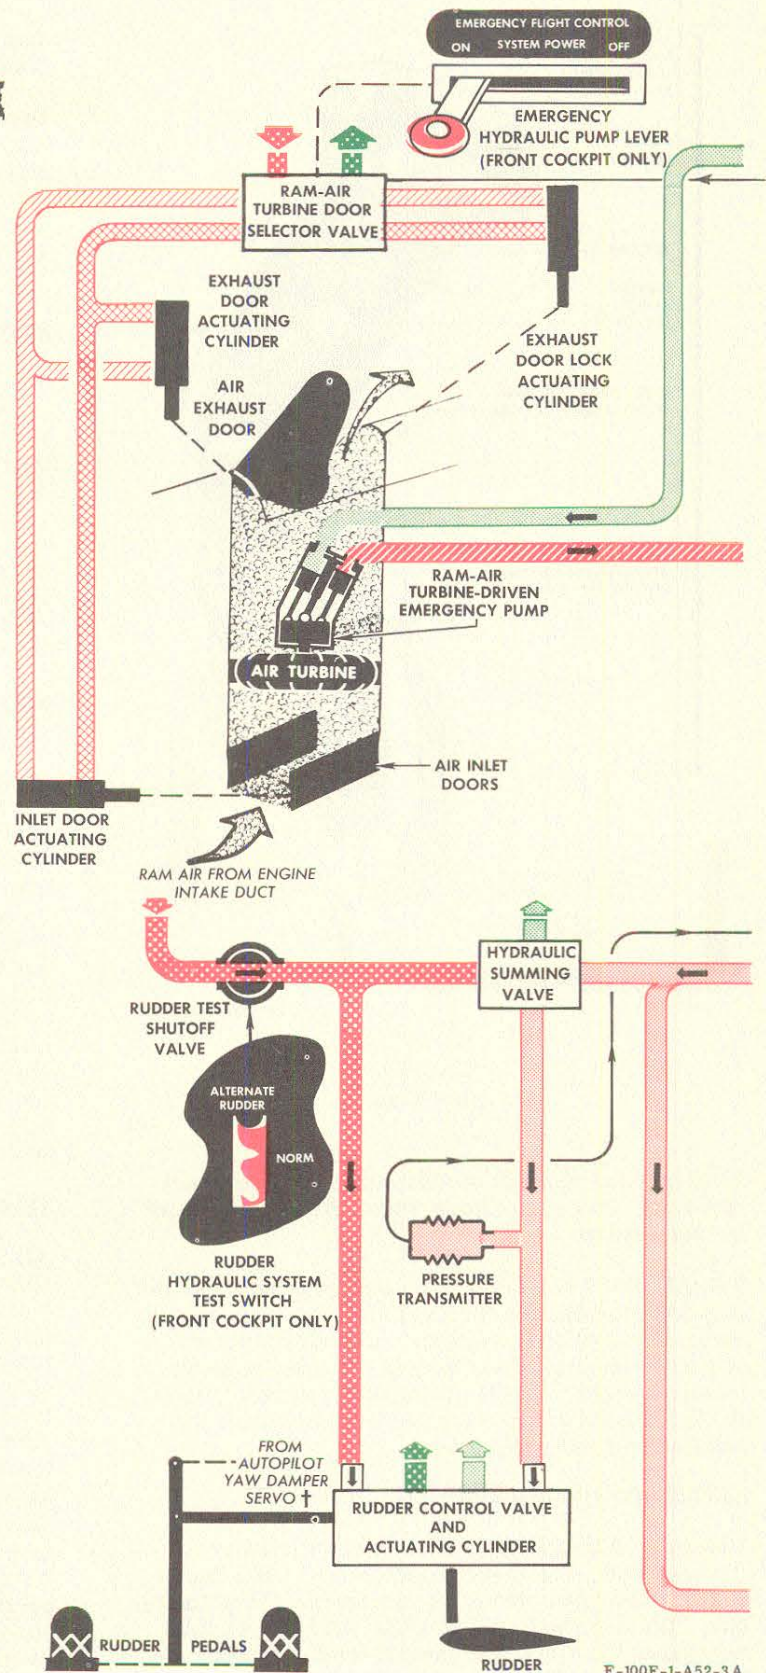 EMERGENCY FLIGHT CONTROL
ON SYSTEM POWER OFF
EMERGENCY
HYDRAULIC PUMP LEVER
(FRONT COCKPIT ONLY)
RAM-AIR
TURBINE DOOR
SELECTOR VALVE
EXHAUST
DOOR
ACTUATING
CYLINDER
EXHAUST
DOOR LOCK
ACTUATING
CYLINDER
AIR
EXHAUST
DOOR
RAM-AIR
TURBINE-DRIVEN
EMERGENCY PUMP
AIR TURBINE
AIR INLET
DOORS
INLET DOOR
ACTUATING
CYLINDER
RAM AIR FROM ENGINE
INTAKE DUCT
HYDRAULIC
SUMMING
VALVE
RUDDER TEST
SHUTOFF
VALVE
ALTERNATE
RUDDER
NORM
RUDDER
HYDRAULIC SYSTEM
TEST SWITCH
(FRONT COCKPIT ONLY)
PRESSURE
TRANSMITTER
FROM
AUTOPILOT
YAW DAMPER
SERVO †
RUDDER CONTROL VALVE
AND
ACTUATING CYLINDER
RUDDER PEDALS
RUDDER
F-100F-1-A52-3A